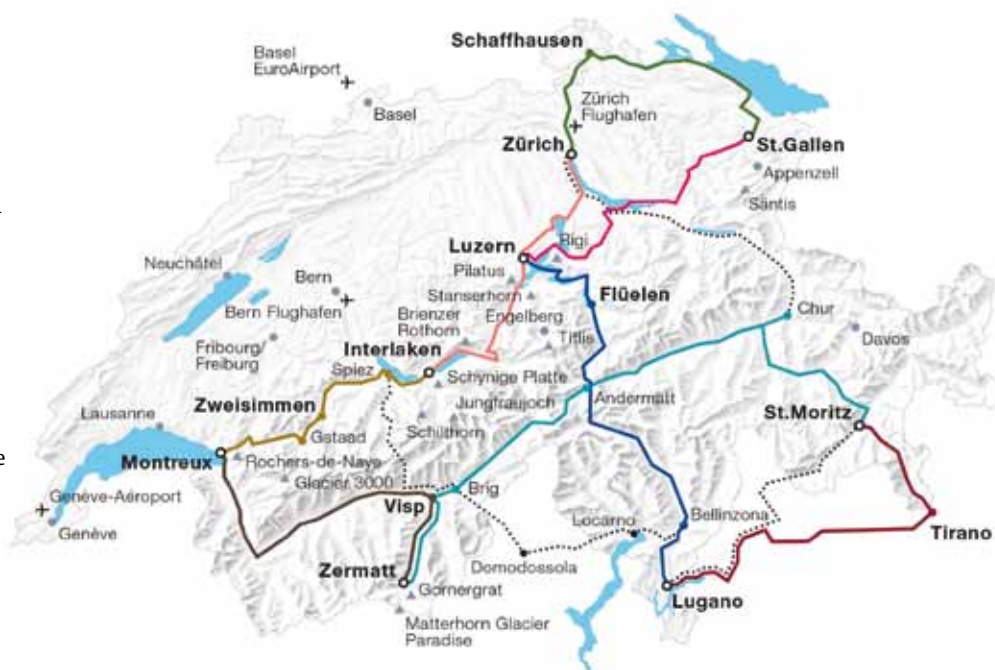 Schaffhausen
Basel
EuroAirport
Basel
Zürich
Flughafen
Zürich
St.Gallen
Appenzell
Säntis
Luzern
Rigi
Neuchâtel
Bern
Pilatus
Stanserhorn
Flüelen
Bern Flughafen
Brienzer
Rothorn
Engelberg
Titlis
Chur
Davos
Fribourg/
Freiburg
Interlaken
Spiez
Schynige Platte
Zweisimmen
Jungfraujoch
Andermatt
Lausanne
Schilthorn
St.Moritz
Gstaad
Montreux
Rochers-de-Naye
Glacier 3000
Genève-Aéroport
Genève
Visp
Brig
Locarno
Bellinzona
Tirano
Domodossola
Zermatt
Gornergrat
Lugano
Matterhorn Glacier
Paradise
e